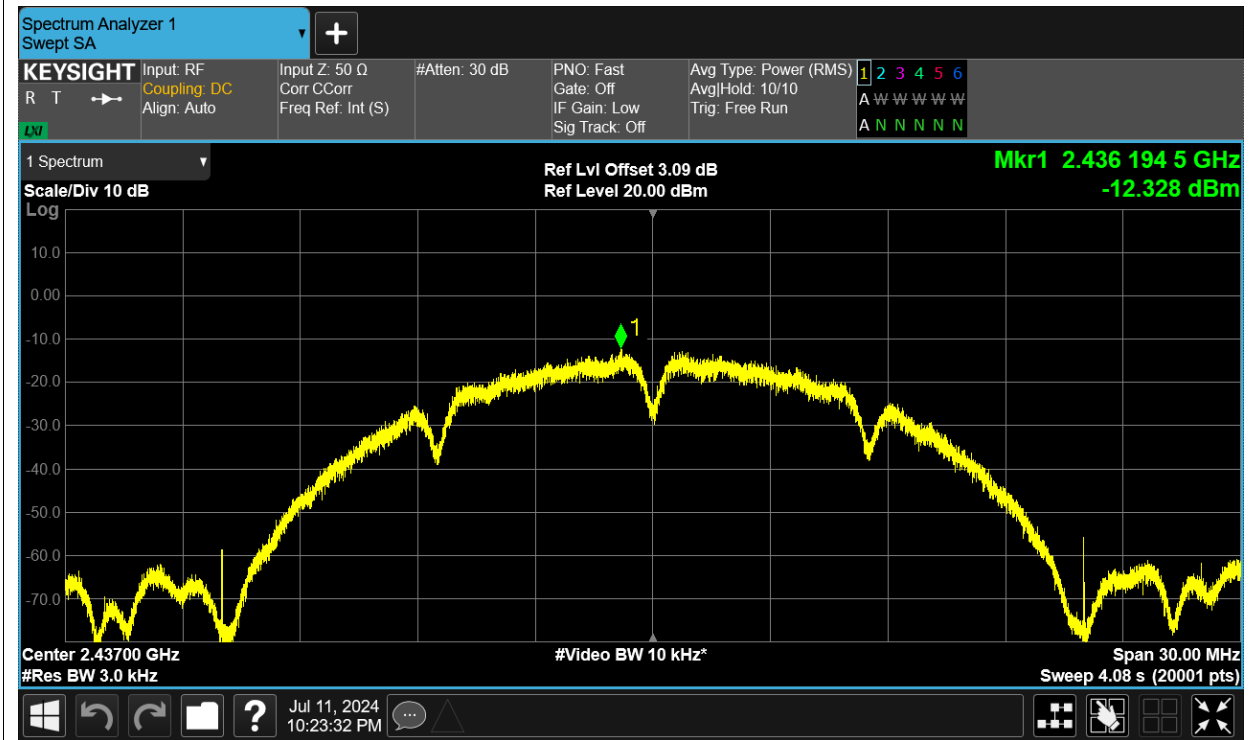 Spectrum Analyzer 1
Swept SA
KEYSIGHT
R T
LXI
Input: RF
Coupling: DC
Align: Auto
Input Z: 50 Ω
Corr CCorr
Freq Ref: Int (S)
#Atten: 30 dB
PNO: Fast
Gate: Off
IF Gain: Low
Sig Track: Off
Avg Type: Power (RMS)
Avg|Hold: 10/10
Trig: Free Run
1 2 3 4 5 6
A W W W W W
A N N N N N
1 Spectrum
Scale/Div 10 dB
Log
Ref Lvl Offset 3.09 dB
Ref Level 20.00 dBm
Mkr1 2.436 194 5 GHz
-12.328 dBm
10.0
0.00
-10.0
-20.0
-30.0
-40.0
-50.0
-60.0
-70.0
1
Center 2.43700 GHz
#Res BW 3.0 kHz
#Video BW 10 kHz*
Span 30.00 MHz
Sweep 4.08 s (20001 pts)
?
Jul 11, 2024
10:23:32 PM